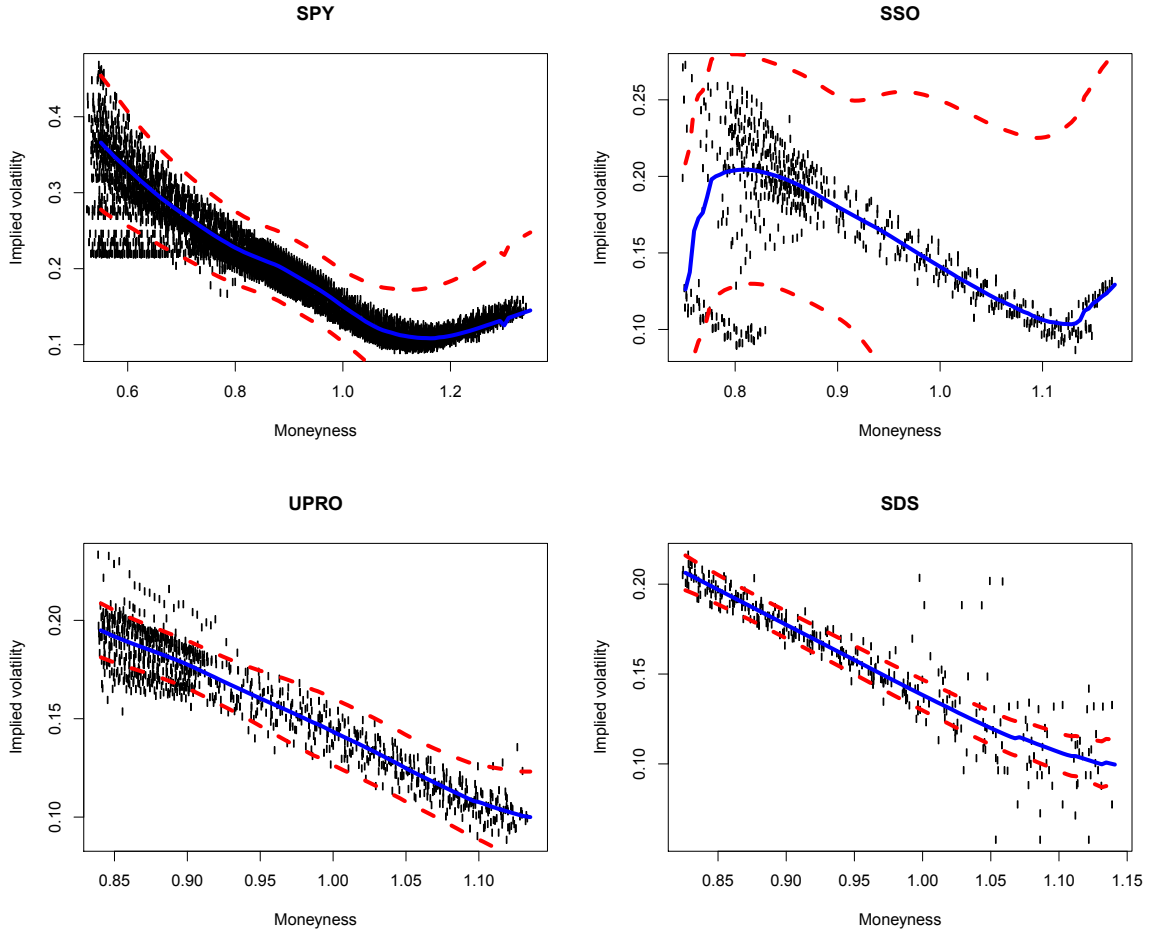 SPY
Implied volatility
0.1 0.2 0.3 0.4
0.6 0.8 1.0 1.2
Moneyness
SSO
Implied volatility
0.10 0.15 0.20 0.25
0.8 0.9 1.0 1.1
Moneyness
UPRO
Implied volatility
0.10 0.15 0.20
0.85 0.90 0.95 1.00 1.05 1.10
Moneyness
SDS
Implied volatility
0.10 0.15 0.20
0.85 0.90 0.95 1.00 1.05 1.10 1.15
Moneyness